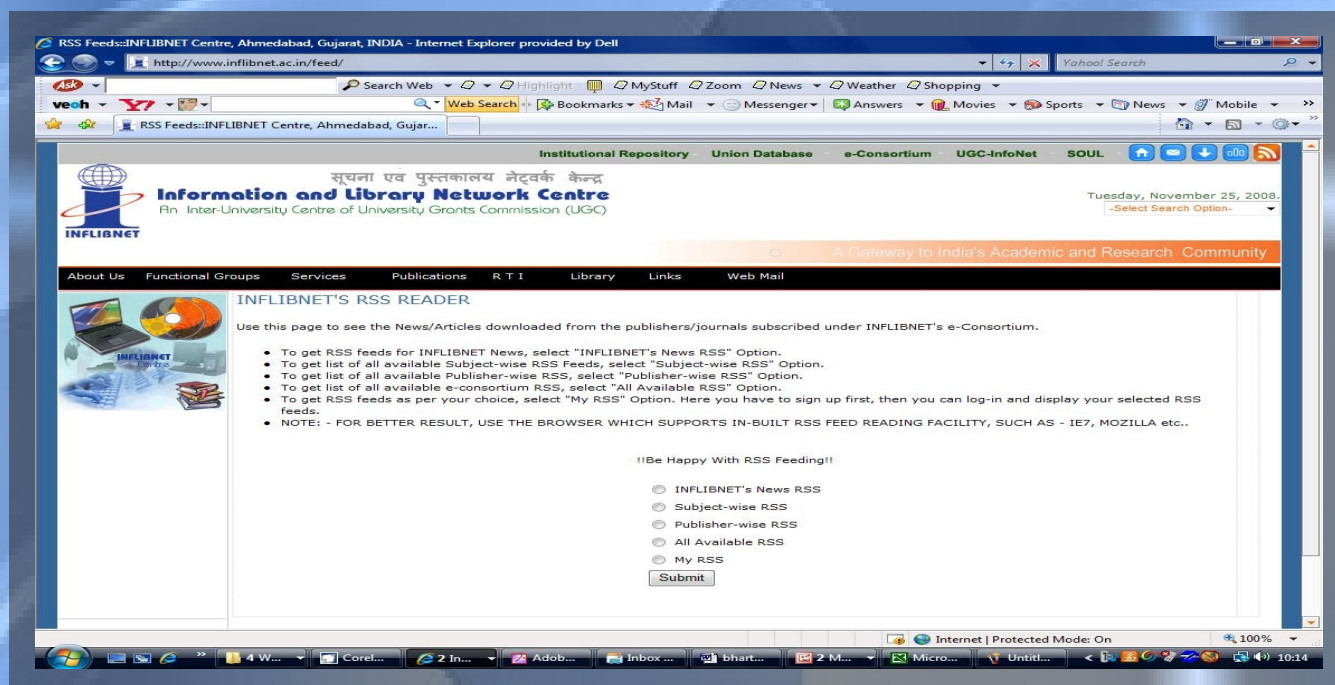 RSS Feeds::INFLIBNET Centre, Ahmedabad, Gujarat, INDIA - Internet Explorer provided by Dell
http://www.inflibnet.ac.in/feed/
Yahoo! Search
Ask
Search Web
Highlight
MyStuff
Zoom
News
Weather
Shopping
veoh
Y7
Web Search
Bookmarks
Mail
Messenger
Answers
Movies
Sports
News
Mobile
RSS Feeds::INFLIBNET Centre, Ahmedabad, Gujar...
Institutional Repository Union Database e-Consortium UGC-InfoNet SOUL
सूचना एवं पुस्तकालय नेटवर्क केन्द्र
Information and Library Network Centre
An Inter-University Centre of University Grants Commission (UGC)
INFLIBNET
Tuesday, November 25, 2008.
-Select Search Option-
A Gateway to India's Academic and Research Community
About Us Functional Groups Services Publications R T I Library Links Web Mail
INFLIBNET
Centre
INFLIBNET'S RSS READER
Use this page to see the News/Articles downloaded from the publishers/journals subscribed under INFLIBNET's e-Consortium.
To get RSS feeds for INFLIBNET News, select "INFLIBNET's News RSS" Option.
To get list of all available Subject-wise RSS Feeds, select "Subject-wise RSS" Option.
To get list of all available Publisher-wise RSS, select "Publisher-wise RSS" Option.
To get list of all available e-consortium RSS, select "All Available RSS" Option.
To get RSS feeds as per your choice, select "My RSS" Option. Here you have to sign up first, then you can log-in and display your selected RSS
feeds.
NOTE: - FOR BETTER RESULT, USE THE BROWSER WHICH SUPPORTS IN-BUILT RSS FEED READING FACILITY, SUCH AS - IE7, MOZILLA etc..
!!Be Happy With RSS Feeding!!
INFLIBNET's News RSS
Subject-wise RSS
Publisher-wise RSS
All Available RSS
My RSS
Submit
Internet | Protected Mode: On
100%
4 W...
Corel...
2 In...
Adob...
Inbox ...
bhart...
2 M...
Micro...
Untitl...
10:14